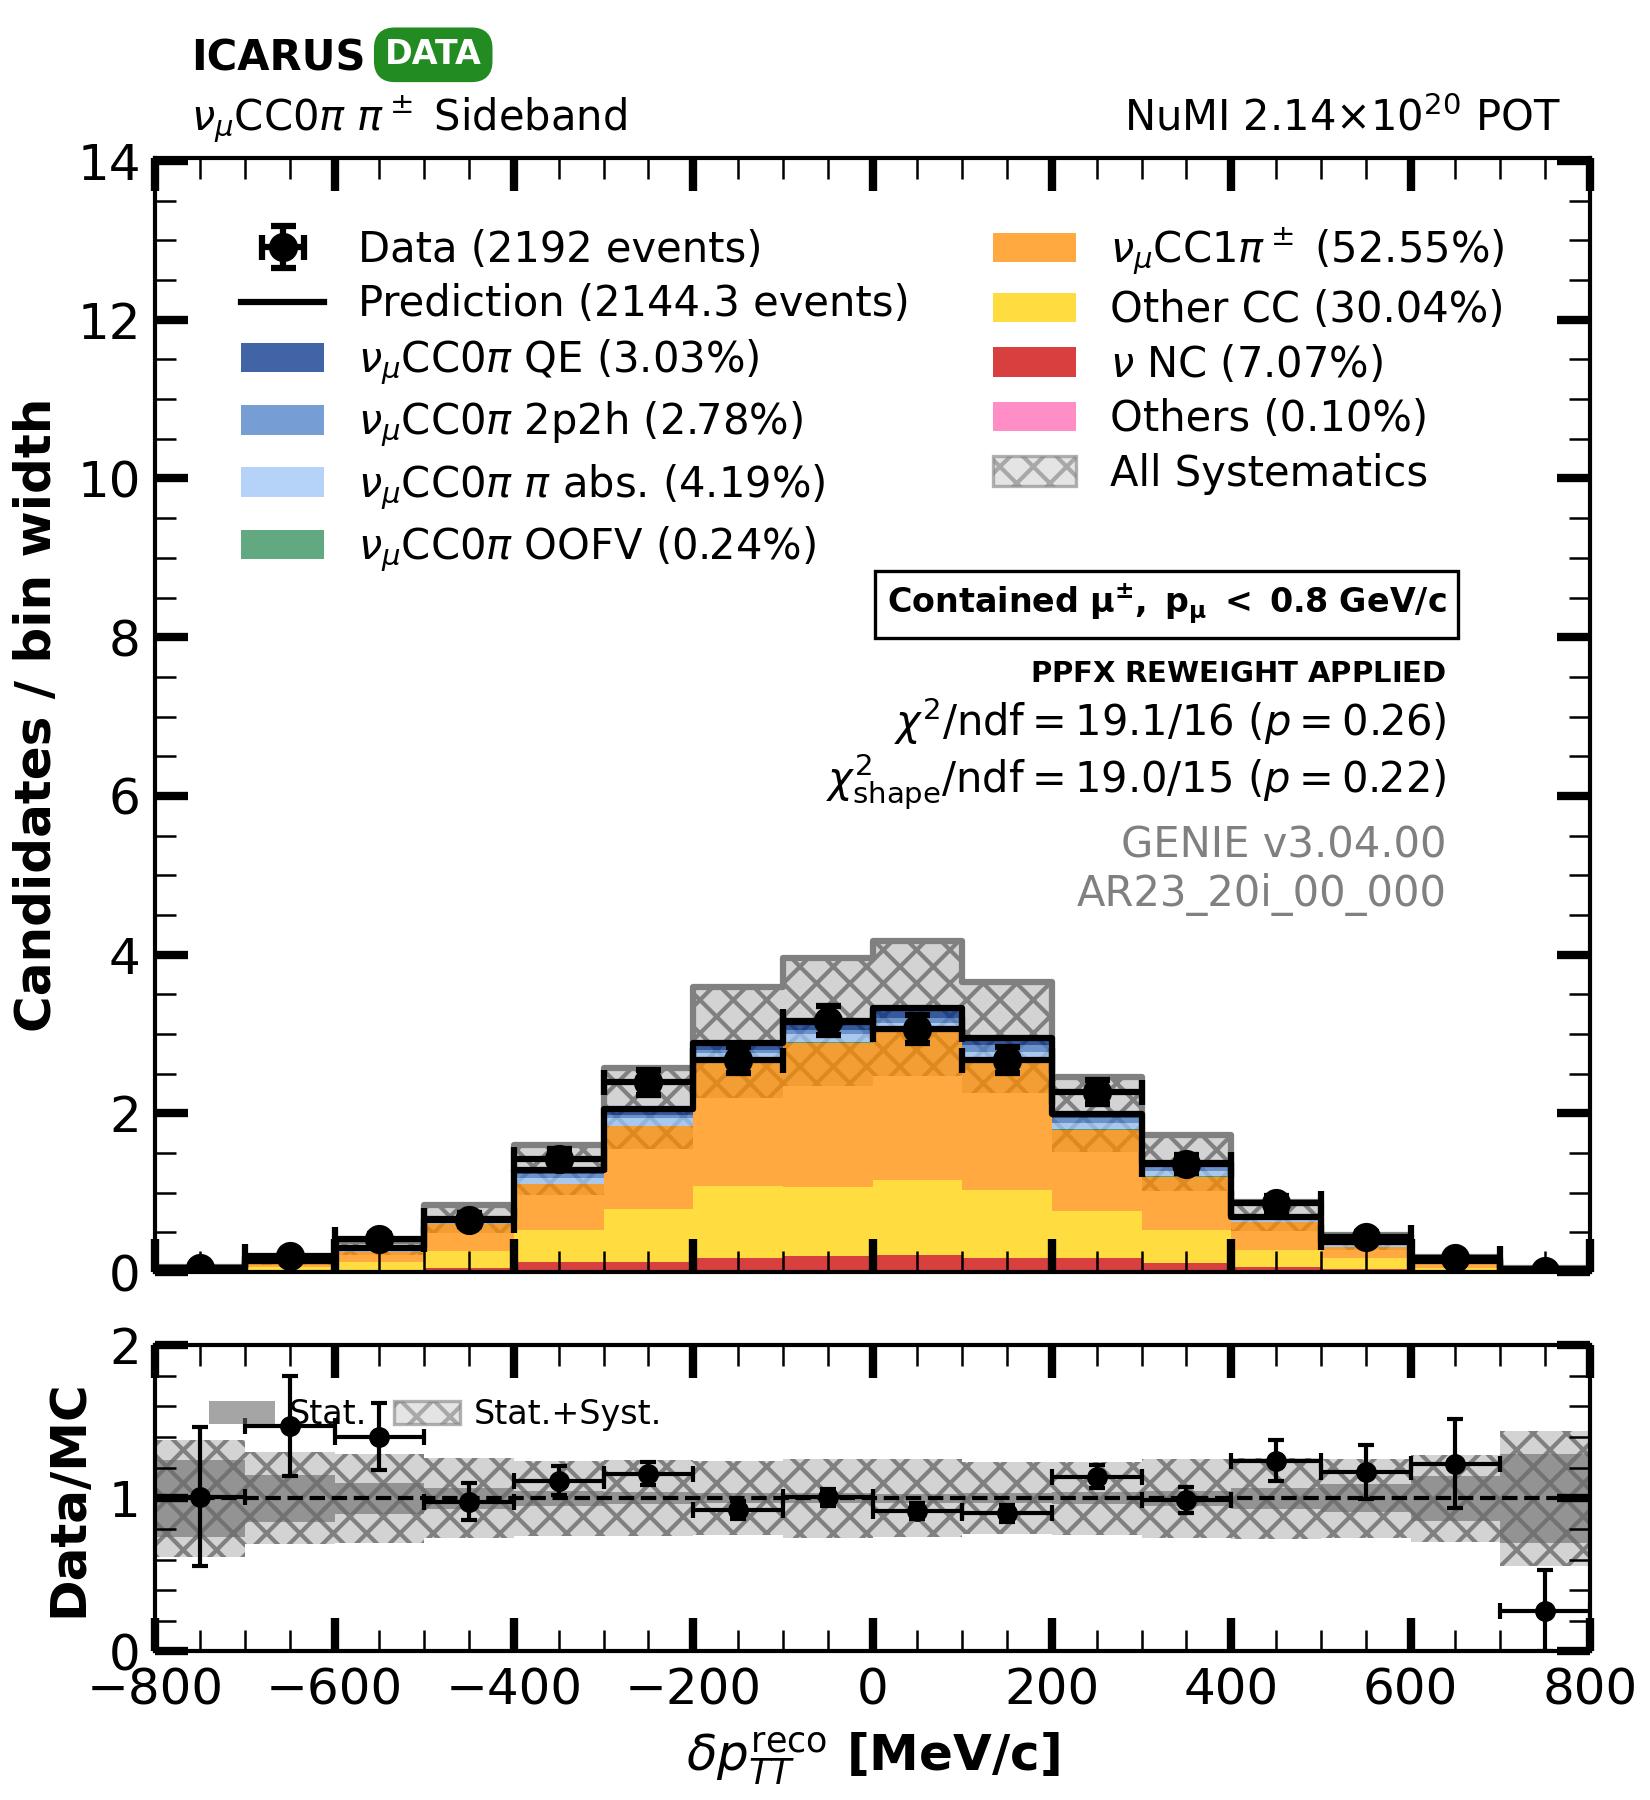 ICARUS DATA
νμCC0π π± Sideband
NuMI 2.14×10²⁰ POT
Candidates / bin width
14
12
10
8
6
4
2
0
Data (2192 events)
Prediction (2144.3 events)
νμCC0π QE (3.03%)
νμCC0π 2p2h (2.78%)
νμCC0π π abs. (4.19%)
νμCC0π OOFV (0.24%)
νμCC1π± (52.55%)
Other CC (30.04%)
ν NC (7.07%)
Others (0.10%)
All Systematics
Contained μ±, pμ < 0.8 GeV/c
PPFX REWEIGHT APPLIED
χ²/ndf = 19.1/16 (p = 0.26)
χ²shape/ndf = 19.0/15 (p = 0.22)
GENIE v3.04.00
AR23_20i_00_000
Data/MC
2
1
0
Stat. Stat.+Syst.
−800 −600 −400 −200 0 200 400 600 800
δp_TT^reco [MeV/c]